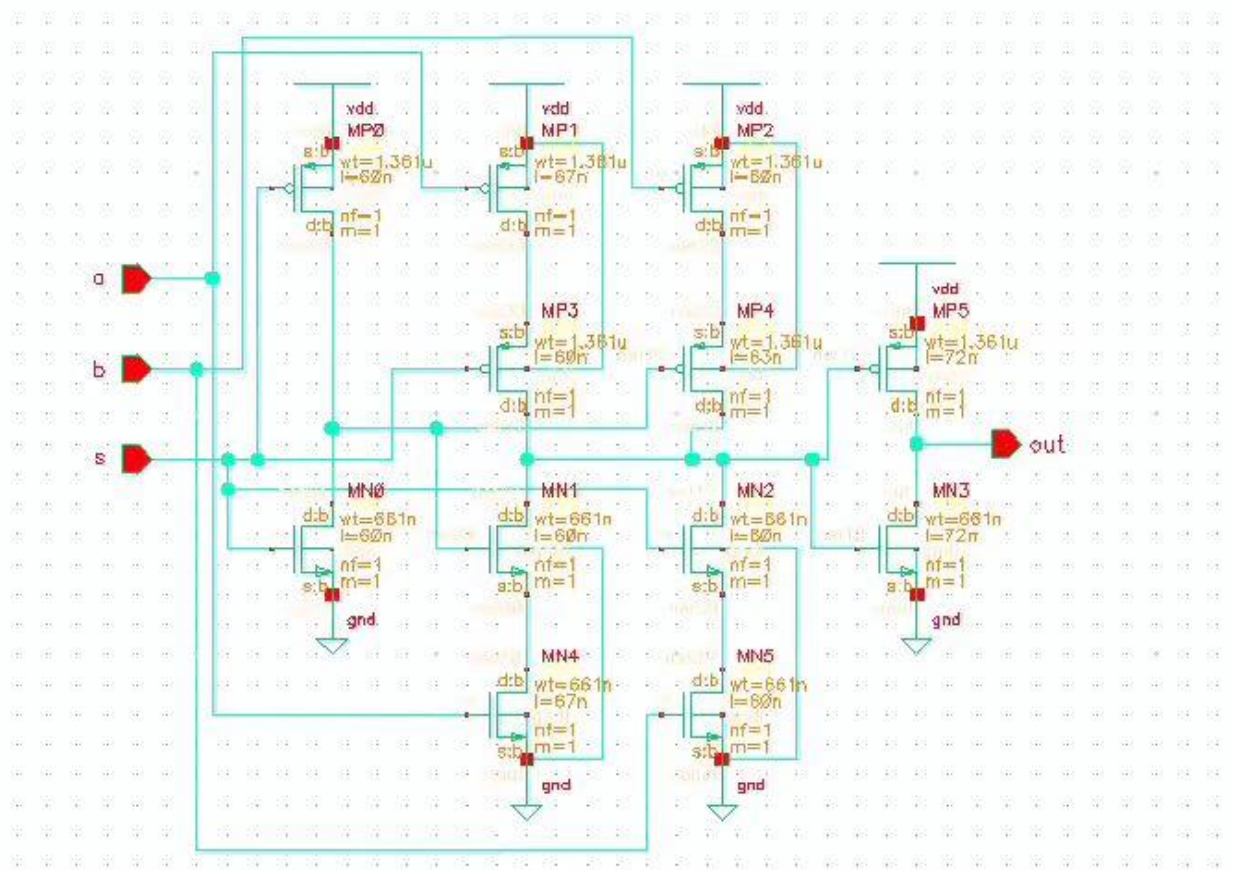 vdd.
MP0
s:b
wt=1.361u
l=60n
d:b
nf=1
m=1
vdd.
MP1
s:b
wt=1.361u
l=67n
d:b
nf=1
m=1
vdd.
MP2
s:b
wt=1.361u
l=60n
d:b
nf=1
m=1
a
b
s
MP3
s:b
wt=1.361u
l=60n
d:b
nf=1
m=1
MP4
s:b
wt=1.361u
l=63n
d:b
nf=1
m=1
vdd
MP5
s:b
wt=1.361u
l=72n
d:b
nf=1
m=1
out
MN0
d:b
wt=661n
l=60n
nf=1
m=1
s:b
gnd.
MN1
d:b
wt=661n
l=60n
nf=1
m=1
s:b
MN2
d:b
wt=661n
l=60n
nf=1
m=1
s:b
MN3
d:b
wt=661n
l=72n
nf=1
m=1
s:b
gnd
MN4
d:b
wt=661n
l=67n
nf=1
m=1
s:b
gnd
MN5
d:b
wt=661n
l=60n
nf=1
m=1
s:b
gnd